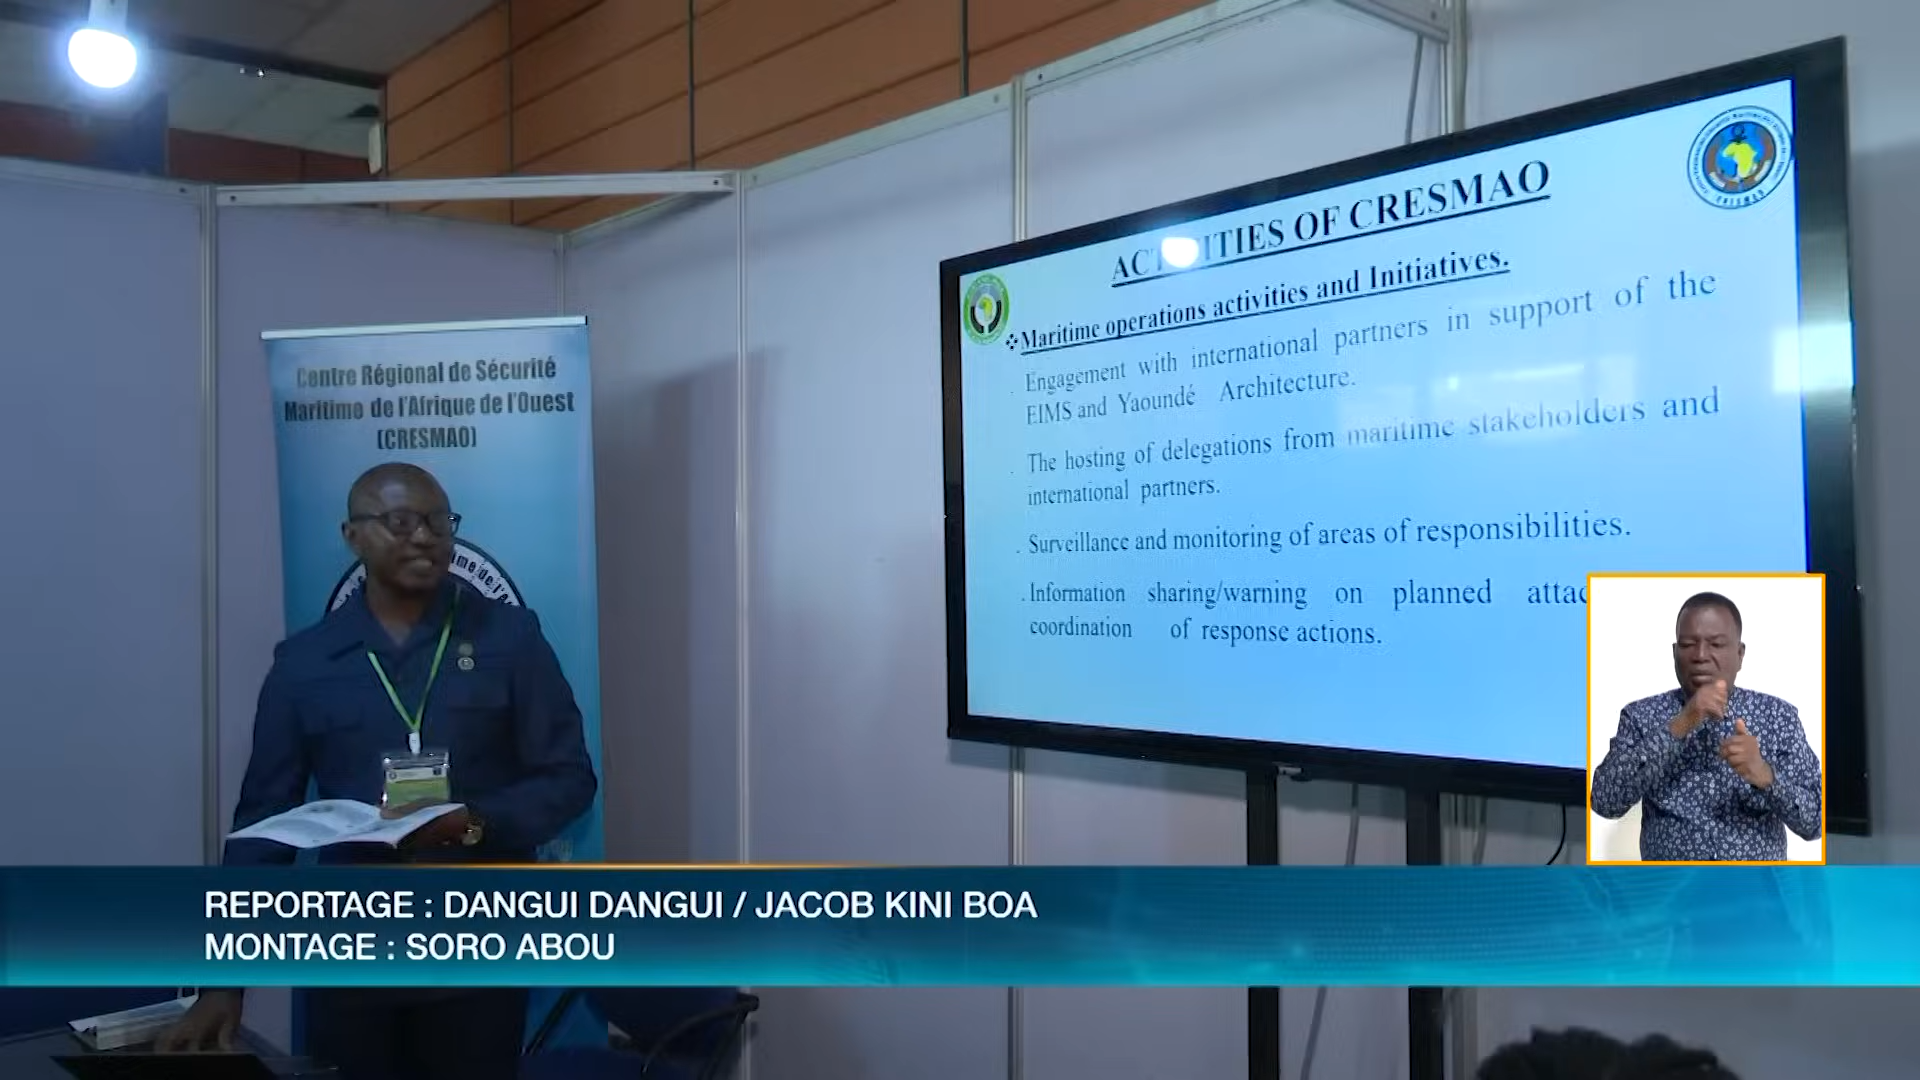 Centre Régional de Sécurité
Maritime de l'Afrique de l'Ouest
(CRESMAO)
ACTIVITIES OF CRESMAO
Maritime operations activities and Initiatives.
Engagement with international partners in support of the
EIMS and Yaoundé Architecture.
The hosting of delegations from maritime stakeholders and
international partners.
Surveillance and monitoring of areas of responsibilities.
Information sharing/warning on planned
coordination of response actions.
CRESMAO
REPORTAGE : DANGUI DANGUI / JACOB KINI BOA
MONTAGE : SORO ABOU